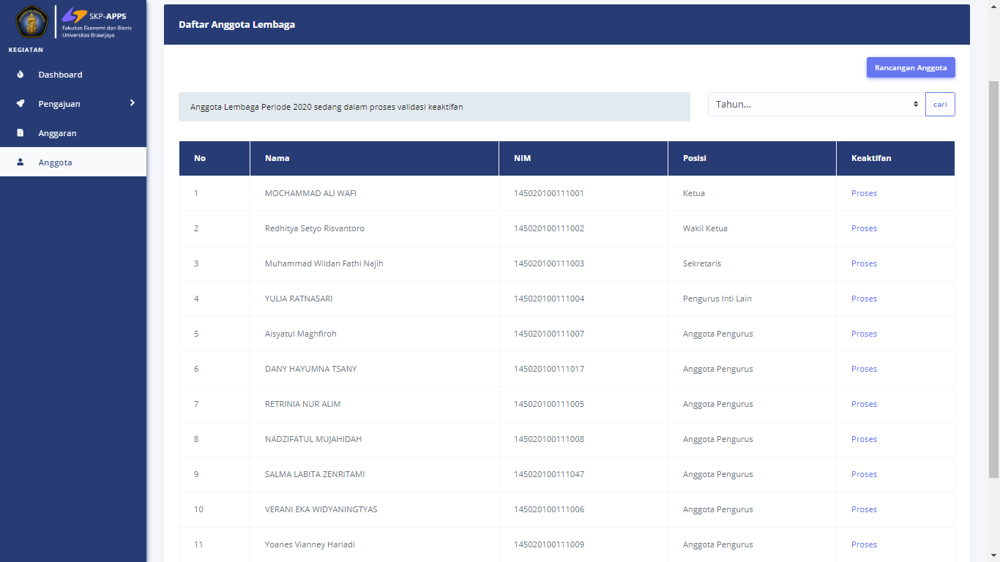 SKP-APPS
Fakultas Ekonomi dan Bisnis
Universitas Brawijaya
KEGIATAN
Dashboard
Pengajuan
Anggaran
Anggota
Daftar Anggota Lembaga
Rancangan Anggota
Anggota Lembaga Periode 2020 sedang dalam proses validasi keaktifan
Tahun... cari
No Nama NIM Posisi Keaktifan
1 MOCHAMMAD ALI WAFI 145020100111001 Ketua Proses
2 Redhitya Setyo Risvantoro 145020100111002 Wakil Ketua Proses
3 Muhammad Wildan Fathi Najih 145020100111003 Sekretaris Proses
4 YULIA RATNASARI 145020100111004 Pengurus Inti Lain Proses
5 Aisyatul Maghfiroh 145020100111007 Anggota Pengurus Proses
6 DANY HAYUMNA TSANY 145020100111017 Anggota Pengurus Proses
7 RETRINIA NUR ALIM 145020100111005 Anggota Pengurus Proses
8 NADZIFATUL MUJAHIDAH 145020100111008 Anggota Pengurus Proses
9 SALMA LABITA ZENRITAMI 145020100111047 Anggota Pengurus Proses
10 VERANI EKA WIDYANINGTYAS 145020100111006 Anggota Pengurus Proses
11 Yoanes Vianney Hariadi 145020100111009 Anggota Pengurus Proses